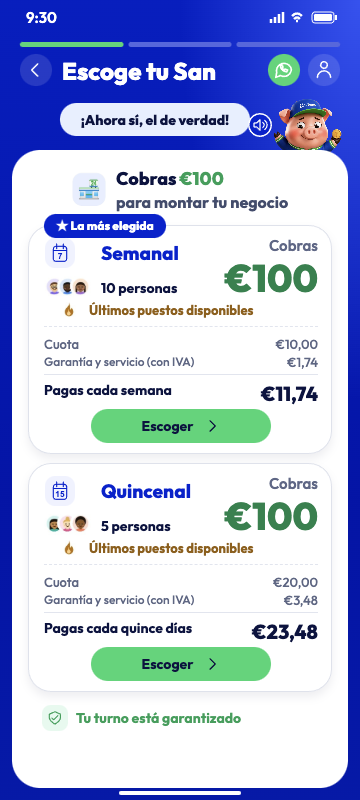 9:30
Escoge tu San
¡Ahora sí, el de verdad!
Cobras €100
para montar tu negocio
★ La más elegida
7
Semanal
Cobras
€100
10 personas
Últimos puestos disponibles
Cuota €10,00
Garantía y servicio (con IVA) €1,74
Pagas cada semana €11,74
Escoger
15
Quincenal
Cobras
€100
5 personas
Últimos puestos disponibles
Cuota €20,00
Garantía y servicio (con IVA) €3,48
Pagas cada quince días €23,48
Escoger
Tu turno está garantizado